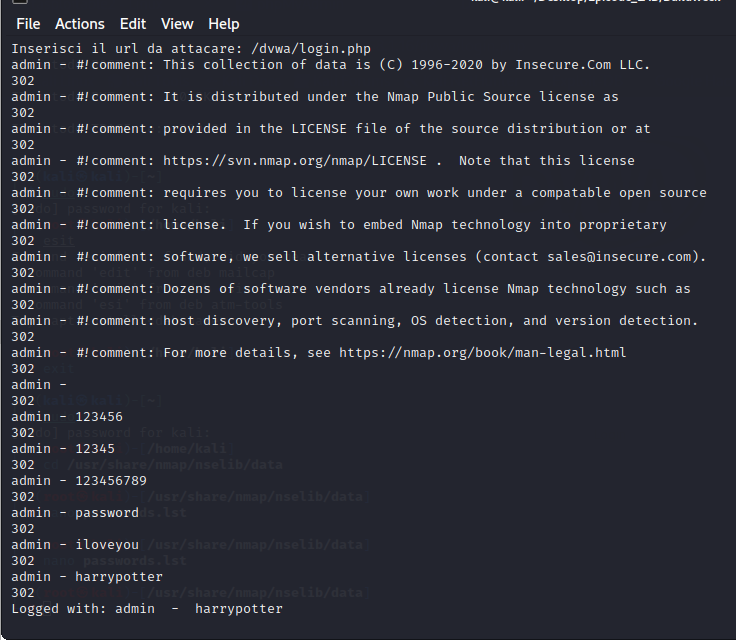 File Actions Edit View Help
Inserisci il url da attacare: /dvwa/login.php
admin - #!comment: This collection of data is (C) 1996-2020 by Insecure.Com LLC.
302
admin - #!comment: It is distributed under the Nmap Public Source license as
302
admin - #!comment: provided in the LICENSE file of the source distribution or at
302
admin - #!comment: https://svn.nmap.org/nmap/LICENSE .  Note that this license
302
admin - #!comment: requires you to license your own work under a compatable open source
302
admin - #!comment: license.  If you wish to embed Nmap technology into proprietary
302
admin - #!comment: software, we sell alternative licenses (contact sales@insecure.com).
302
admin - #!comment: Dozens of software vendors already license Nmap technology such as
302
admin - #!comment: host discovery, port scanning, OS detection, and version detection.
302
admin - #!comment: For more details, see https://nmap.org/book/man-legal.html
302
admin -
302
admin - 123456
302
admin - 12345
302
admin - 123456789
302
admin - password
302
admin - iloveyou
302
admin - harrypotter
302
Logged with: admin  -  harrypotter